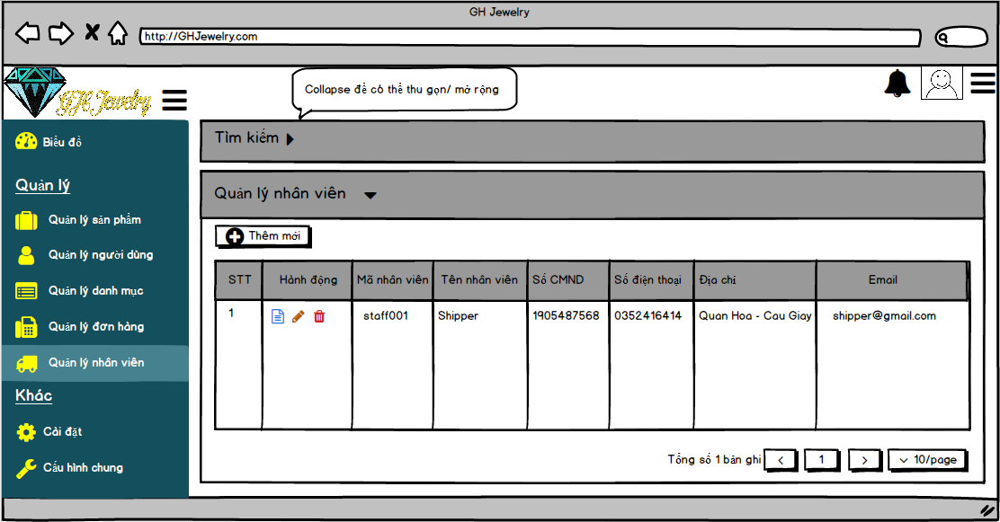 GH Jewelry
http://GHJewelry.com
GH Jewelry
Collapse để có thể thu gọn/ mở rộng
Biểu đồ
Quản lý
Quản lý sản phẩm
Quản lý người dùng
Quản lý danh mục
Quản lý đơn hàng
Quản lý nhân viên
Khác
Cài đặt
Cấu hình chung
Tìm kiếm
Quản lý nhân viên
Thêm mới
STT Hành động Mã nhân viên Tên nhân viên Số CMND Số điện thoại Địa chỉ Email
1 staff001 Shipper 1905487568 0352416414 Quan Hoa - Cau Giay shipper@gmail.com
Tổng số 1 bản ghi < 1 > 10/page